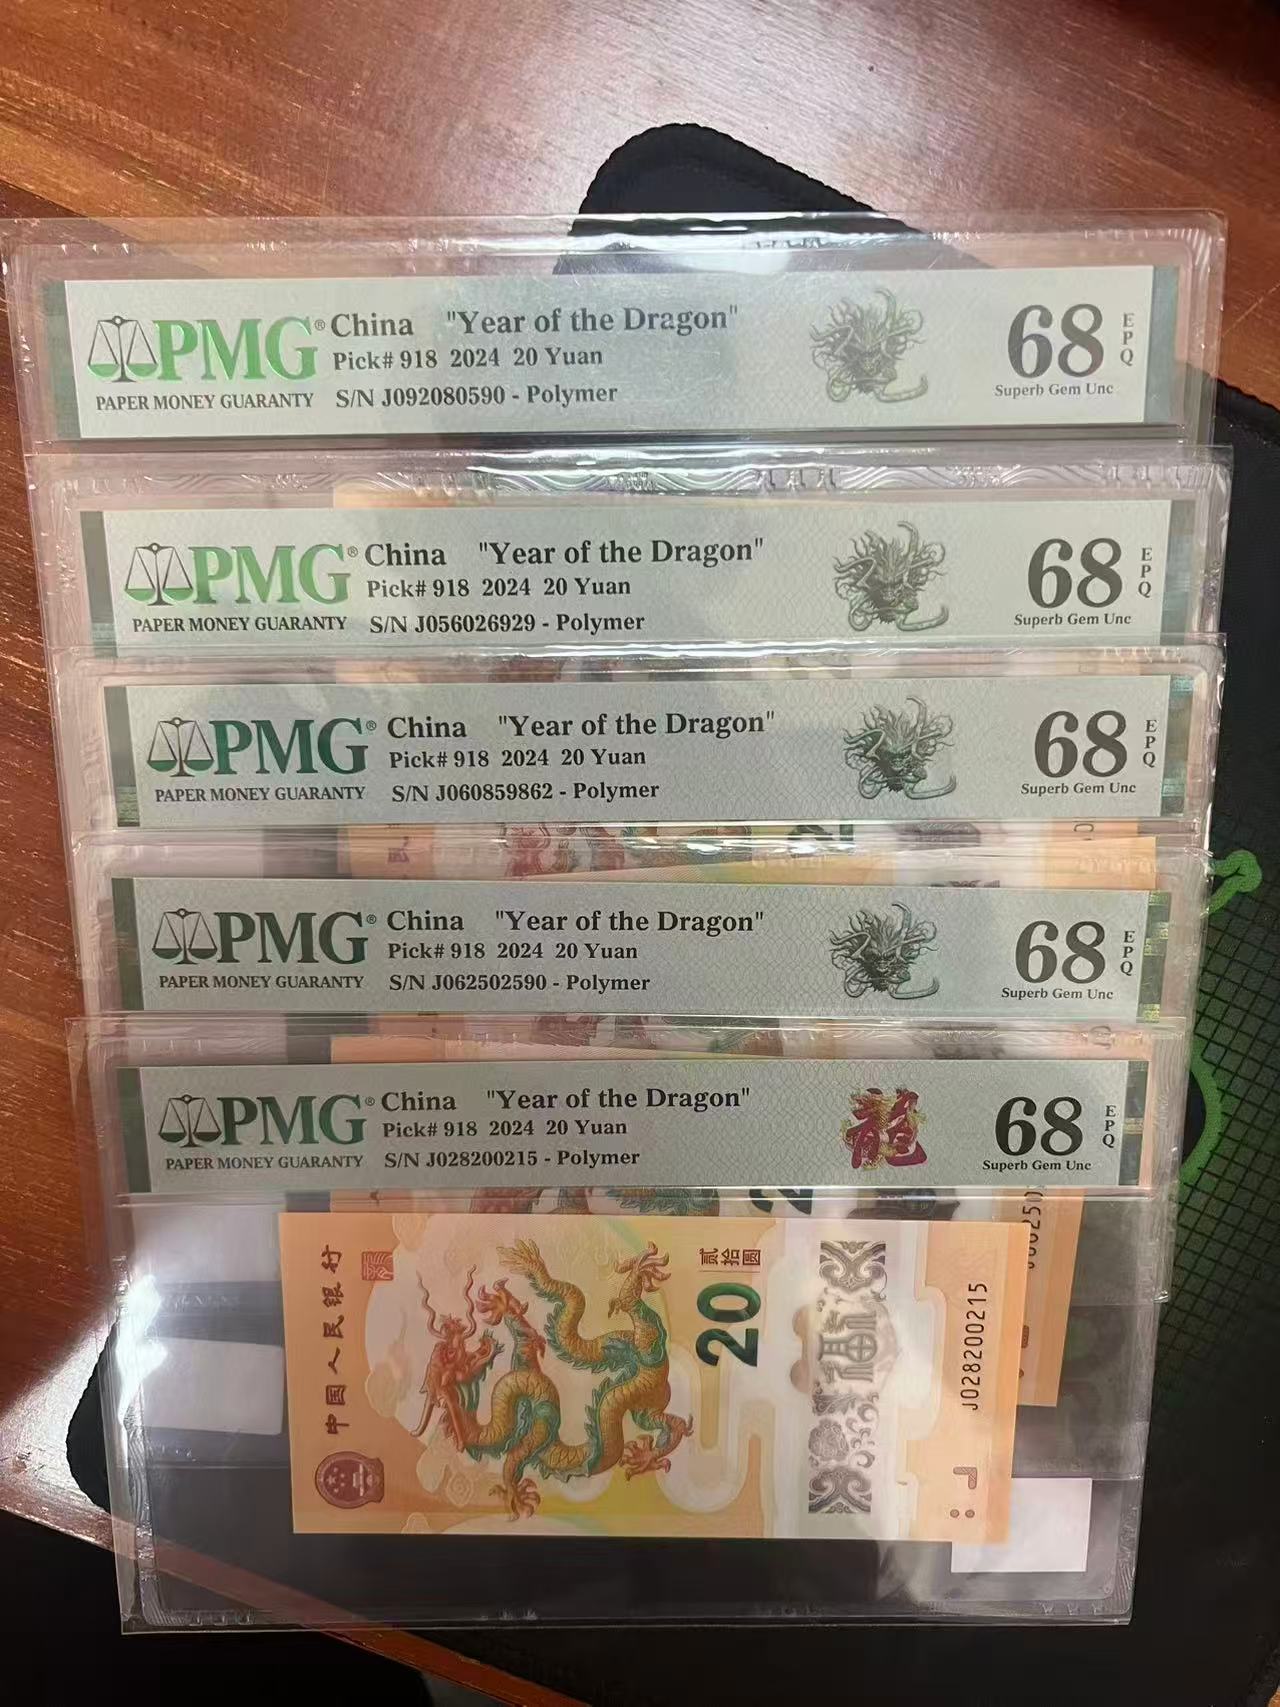 PMG® China "Year of the Dragon" 68 EPQ
Pick# 918 2024 20 Yuan
PAPER MONEY GUARANTY S/N J092080590 - Polymer Superb Gem Unc
PMG® China "Year of the Dragon" 68 EPQ
Pick# 918 2024 20 Yuan
PAPER MONEY GUARANTY S/N J056026929 - Polymer Superb Gem Unc
PMG® China "Year of the Dragon" 68 EPQ
Pick# 918 2024 20 Yuan
PAPER MONEY GUARANTY S/N J060859862 - Polymer Superb Gem Unc
PMG® China "Year of the Dragon" 68 EPQ
Pick# 918 2024 20 Yuan
PAPER MONEY GUARANTY S/N J062502590 - Polymer Superb Gem Unc
PMG® China "Year of the Dragon" 龍 68 EPQ
Pick# 918 2024 20 Yuan
PAPER MONEY GUARANTY S/N J028200215 - Polymer Superb Gem Unc
中国人民银行
贰拾圆
20
J028200215